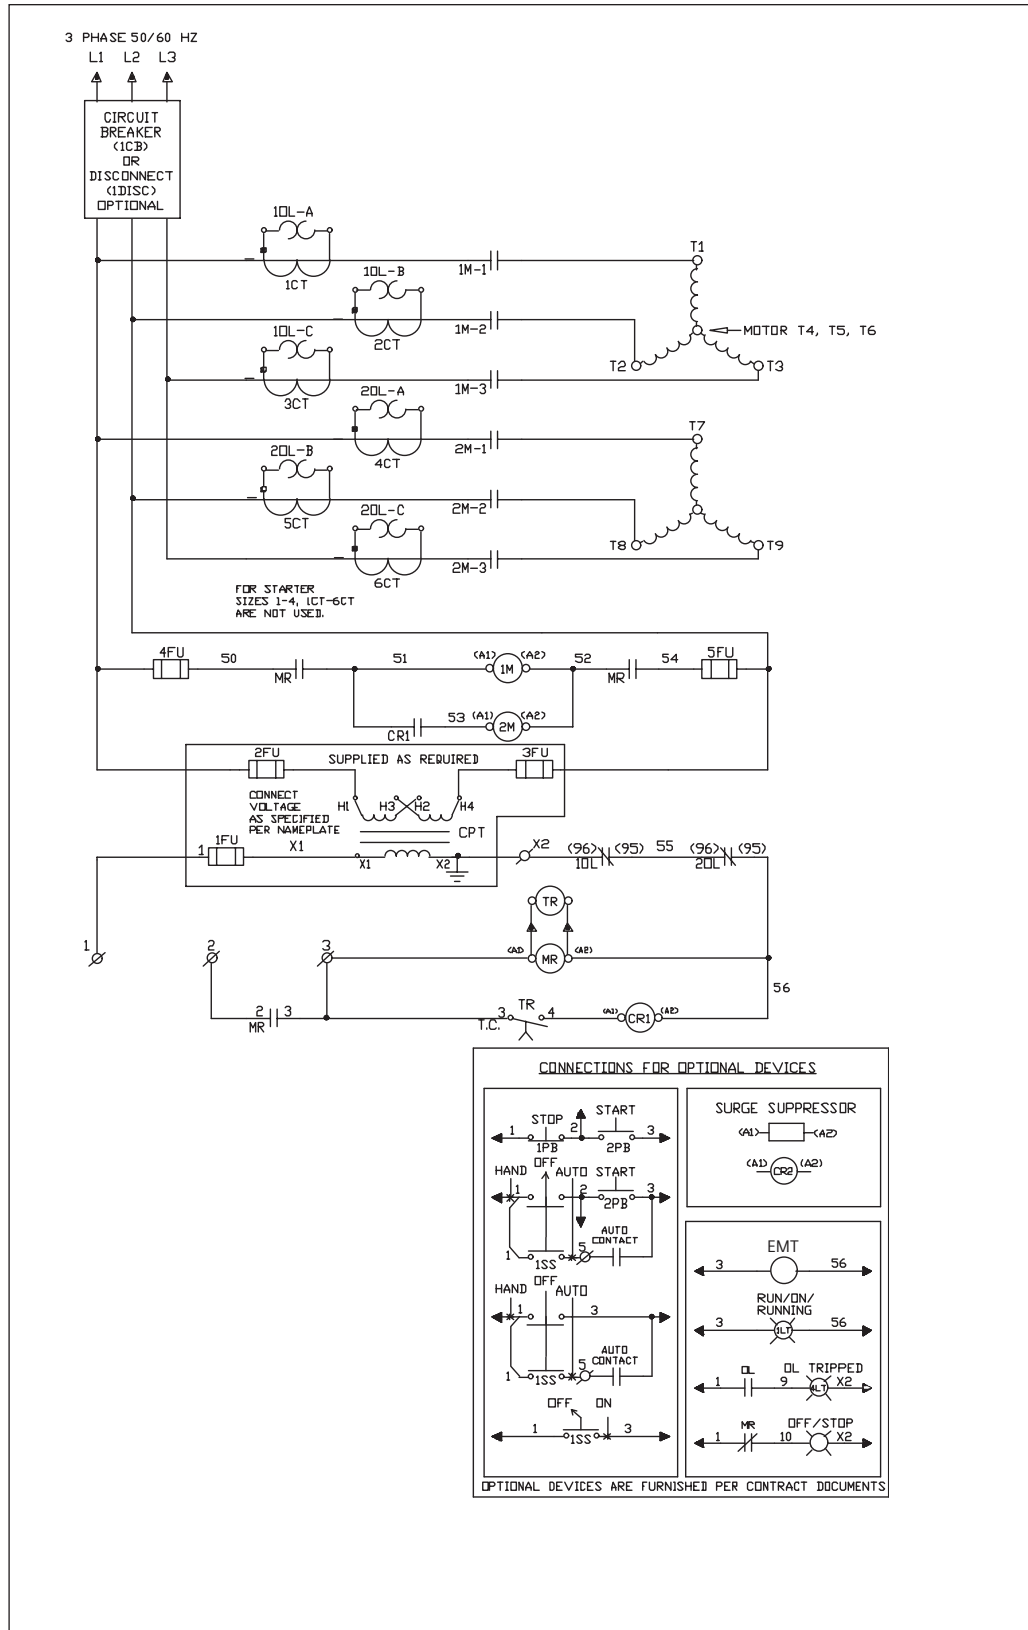 3 PHASE 50/60 HZ
L1 L2 L3
CIRCUIT
BREAKER
(1CB)
OR
DISCONNECT
(1DISC)
OPTIONAL
1OL-A
1CT
1M-1
T1
1OL-B
2CT
1M-2
MOTOR T4, T5, T6
T2
T3
1OL-C
3CT
1M-3
2OL-A
4CT
2M-1
T7
2OL-B
5CT
2M-2
T8
T9
2OL-C
6CT
2M-3
FOR STARTER
SIZES 1-4, 1CT-6CT
ARE NOT USED.
4FU 50 MR 51 (A1) 1M (A2) 52 MR 54 5FU
CR1 53 (A1) 2M (A2)
2FU SUPPLIED AS REQUIRED 3FU
CONNECT
VOLTAGE
AS SPECIFIED
PER NAMEPLATE
H1 H3 H2 H4
CPT
1 1FU X1 X1 X2 X2 (96) 1OL (95) 55 (96) 2OL (95)
TR
1 2 3 (A1) MR (A2)
56
2 MR 3 T.C. 3 TR 4 (A1) CR1 (A2)
CONNECTIONS FOR OPTIONAL DEVICES
STOP START
1 2 3
1PB 2PB
HAND OFF AUTO START
1 2 3
2PB
AUTO
CONTACT
1 1SS 5
HAND OFF AUTO
1 3
AUTO
CONTACT
1 1SS 5
OFF ON
1 1SS 3
SURGE SUPPRESSOR
(A1) (A2)
(A1) CR2 (A2)
EMT
3 56
RUN/ON/
RUNNING
3 1LT 56
OL OL TRIPPED
1 9 4LT X2
MR OFF/STOP
1 10 X2
OPTIONAL DEVICES ARE FURNISHED PER CONTRACT DOCUMENTS